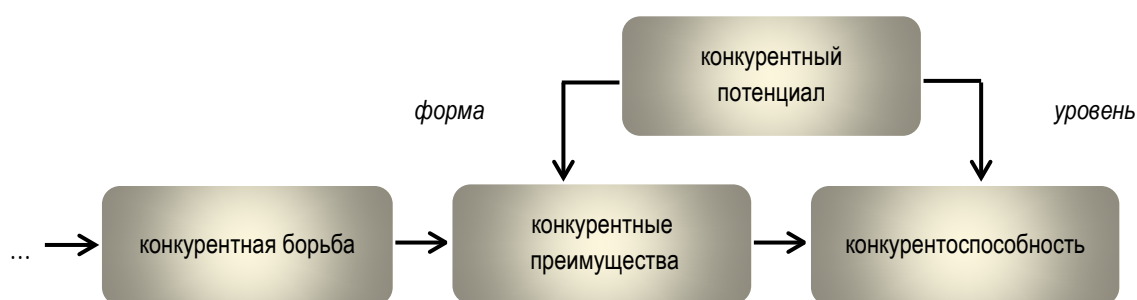 конкурентный
потенциал
форма
уровень
конкурентная борьба
конкурентные
преимущества
конкурентоспособность
...